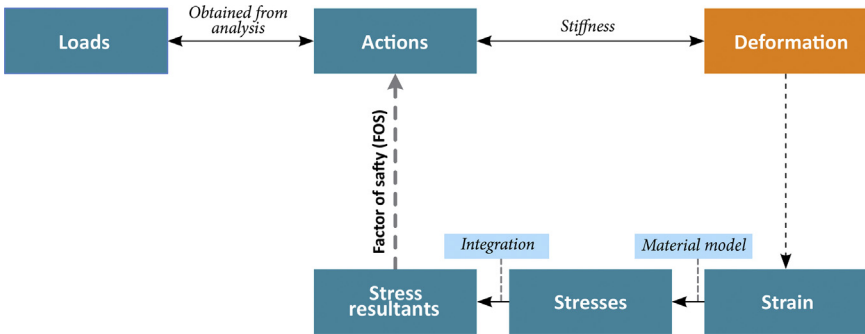 Loads
Obtained from
analysis
Actions
Stiffness
Deformation
Factor of safty (FOS)
Integration
Material model
Stress
resultants
Stresses
Strain